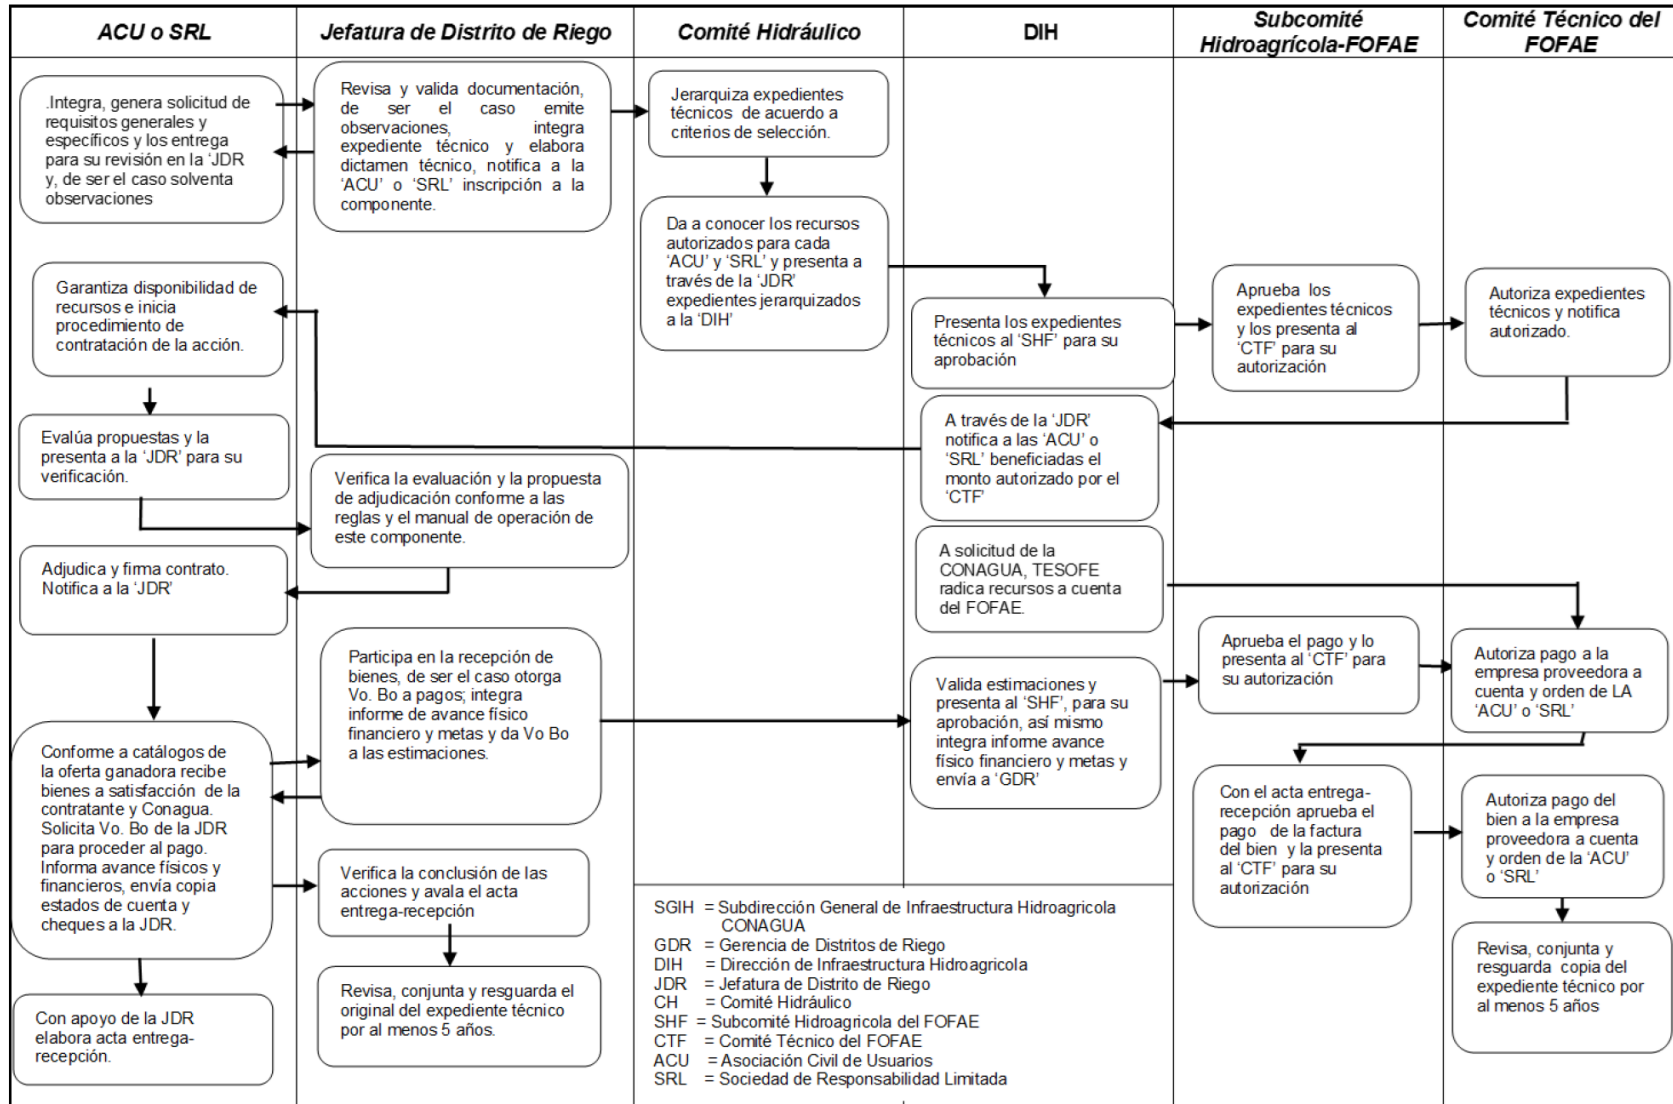 ACU o SRL
Jefatura de Distrito de Riego
Comité Hidráulico
DIH
Subcomité
Hidroagrícola-FOFAE
Comité Técnico del
FOFAE
.Integra, genera solicitud de
requisitos generales y
específicos y los entrega
para su revisión en la ‘JDR
y, de ser el caso solventa
observaciones
Revisa y valida documentación,
de ser el caso emite
observaciones, integra
expediente técnico y elabora
dictamen técnico, notifica a la
‘ACU’ o ‘SRL’ inscripción a la
componente.
Jerarquiza expedientes
técnicos de acuerdo a
criterios de selección.
Da a conocer los recursos
autorizados para cada
‘ACU’ y ‘SRL’ y presenta a
través de la ‘JDR’
expedientes jerarquizados
a la ‘DIH’
Presenta los expedientes
técnicos al ‘SHF’ para su
aprobación
Aprueba los
expedientes técnicos
y los presenta al
‘CTF’ para su
autorización
Autoriza expedientes
técnicos y notifica
autorizado.
Garantiza disponibilidad de
recursos e inicia
procedimiento de
contratación de la acción.
A través de la ‘JDR’
notifica a las ‘ACU’ o
‘SRL’ beneficiadas el
monto autorizado por el
‘CTF’
Evalúa propuestas y la
presenta a la ‘JDR’ para su
verificación.
Verifica la evaluación y la propuesta
de adjudicación conforme a las
reglas y el manual de operación de
este componente.
Adjudica y firma contrato.
Notifica a la ‘JDR’
A solicitud de la
CONAGUA, TESOFE
radica recursos a cuenta
del FOFAE.
Participa en la recepción de
bienes, de ser el caso otorga
Vo. Bo a pagos; integra
informe de avance físico
financiero y metas y da Vo Bo
a las estimaciones.
Valida estimaciones y
presenta al ‘SHF’, para su
aprobación, así mismo
integra informe avance
físico financiero y metas y
envía a ‘GDR’
Aprueba el pago y lo
presenta al ‘CTF’ para
su autorización
Autoriza pago a la
empresa proveedora a
cuenta y orden de LA
‘ACU’ o ‘SRL’
Conforme a catálogos de
la oferta ganadora recibe
bienes a satisfacción de la
contratante y Conagua.
Solicita Vo. Bo de la JDR
para proceder al pago.
Informa avance físicos y
financieros, envía copia
estados de cuenta y
cheques a la JDR.
Con el acta entrega-
recepción aprueba el
pago de la factura
del bien y la presenta
al ‘CTF’ para su
autorización
Autoriza pago del
bien a la empresa
proveedora a cuenta
y orden de la ‘ACU’
o ‘SRL’
Verifica la conclusión de las
acciones y avala el acta
entrega-recepción
Revisa, conjunta y resguarda el
original del expediente técnico
por al menos 5 años.
Revisa, conjunta y
resguarda copia del
expediente técnico por
al menos 5 años
Con apoyo de la JDR
elabora acta entrega-
recepción.
SGIH = Subdirección General de Infraestructura Hidroagricola
CONAGUA
GDR = Gerencia de Distritos de Riego
DIH = Dirección de Infraestructura Hidroagricola
JDR = Jefatura de Distrito de Riego
CH = Comité Hidráulico
SHF = Subcomité Hidroagricola del FOFAE
CTF = Comité Técnico del FOFAE
ACU = Asociación Civil de Usuarios
SRL = Sociedad de Responsabilidad Limitada